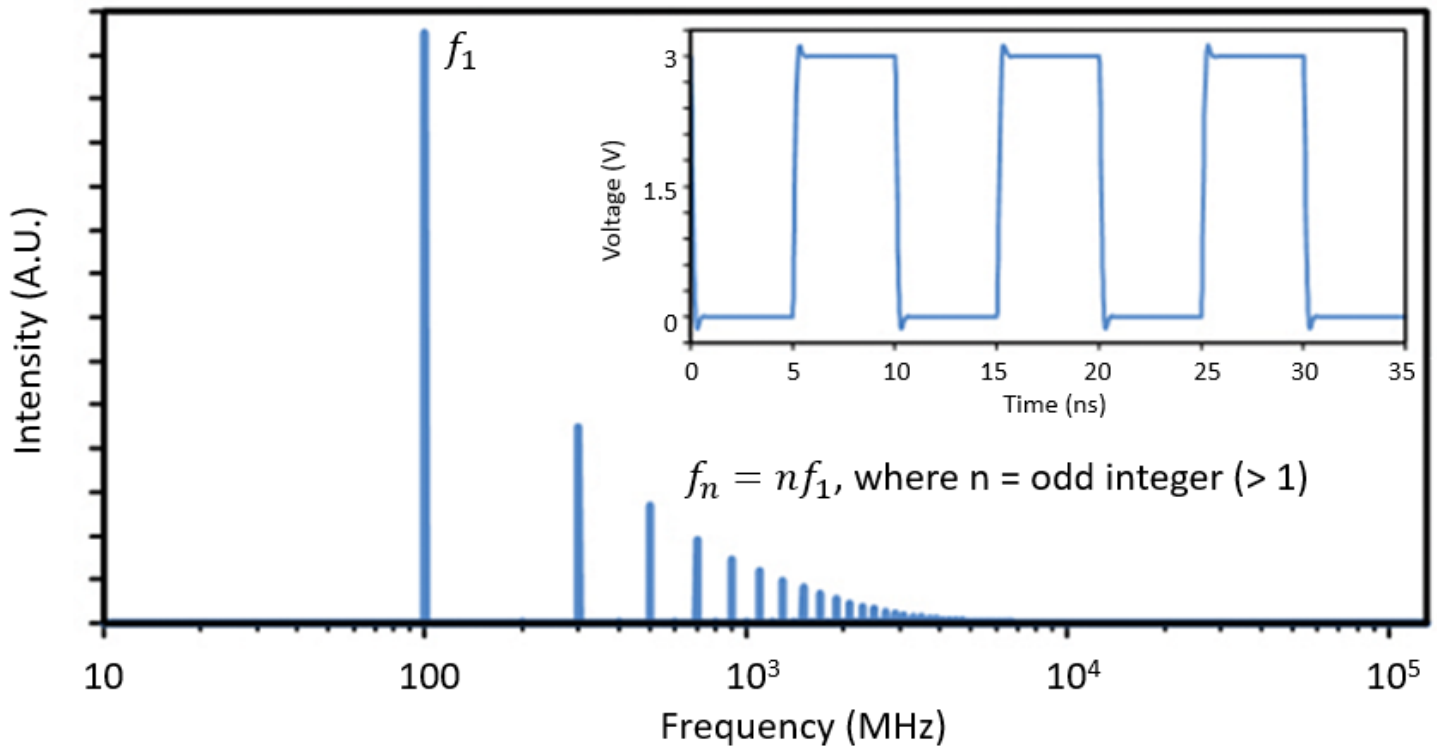 f₁
Intensity (A.U.)
10
100
10³
10⁴
10⁵
Frequency (MHz)
Voltage (V)
3
1.5
0
0
5
10
15
20
25
30
35
Time (ns)
fₙ = nf₁, where n = odd integer (> 1)